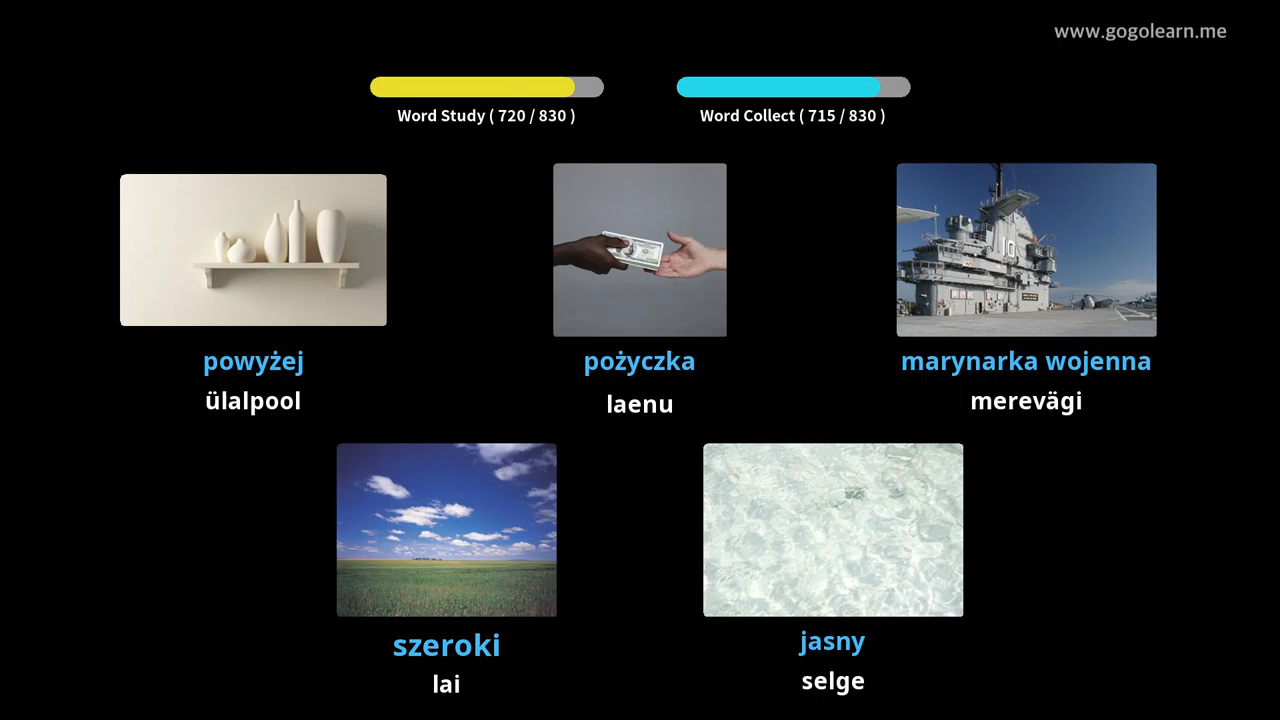 www.gogolearn.me
Word Study ( 720 / 830 )
Word Collect ( 715 / 830 )
powyżej
ülalpool
pożyczka
laenu
10
marynarka wojenna
merevägi
szeroki
lai
jasny
selge